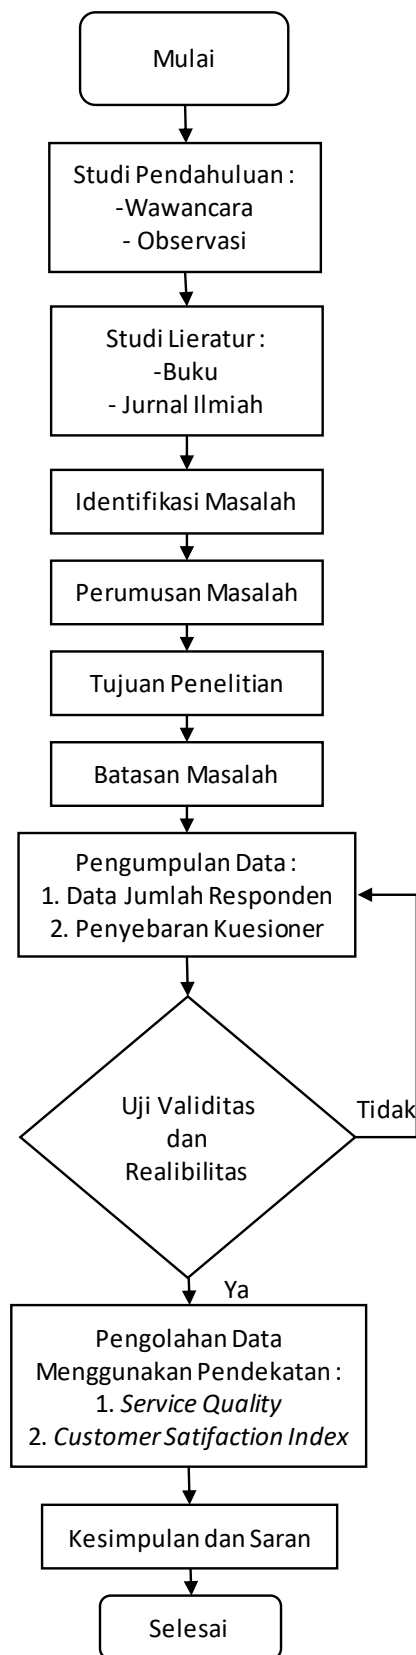 Mulai
Studi Pendahuluan :
-Wawancara
- Observasi
Studi Lieratur :
-Buku
- Jurnal Ilmiah
Identifikasi Masalah
Perumusan Masalah
Tujuan Penelitian
Batasan Masalah
Pengumpulan Data :
1. Data Jumlah Responden
2. Penyebaran Kuesioner
Uji Validitas
dan
Realibilitas
Tidak
Ya
Pengolahan Data
Menggunakan Pendekatan :
1. Service Quality
2. Customer Satifaction Index
Kesimpulan dan Saran
Selesai